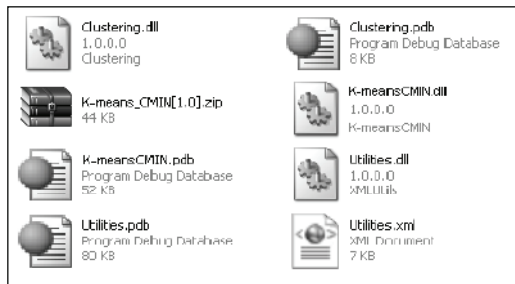 Clustering.dll
1.0.0.0
Clustering
Clustering.pdb
Program Debug Database
8 KB
K-means_CMIN[1.0].zip
44 KB
K-meansCMIN.dll
1.0.0.0
K-meansCMIN
K-meansCMIN.pdb
Program Debug Database
52 KB
Utilities.dll
1.0.0.0
XMLUtils
Utilities.pdb
Program Debug Database
80 KB
Utilities.xml
XML Document
7 KB